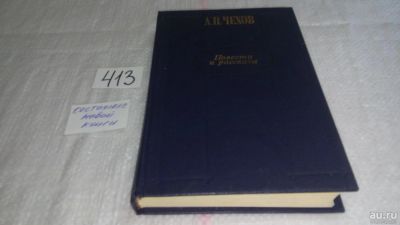 А.П.ЧЕХОВ
Повести
и рассказы
413
состояние
новой
книги
au.ru